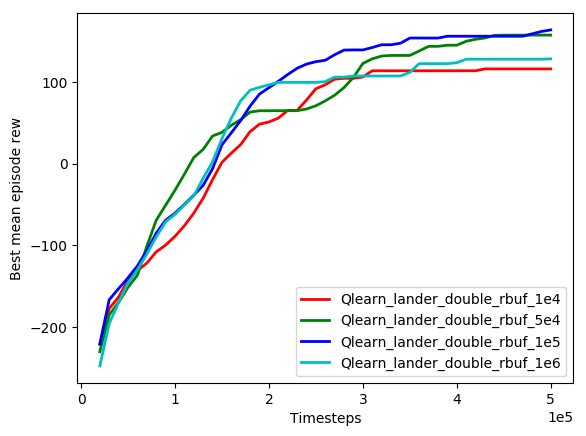 Best mean episode rew
100
0
−100
−200
Qlearn_lander_double_rbuf_1e4
Qlearn_lander_double_rbuf_5e4
Qlearn_lander_double_rbuf_1e5
Qlearn_lander_double_rbuf_1e6
0 1 2 3 4 5
1e5
Timesteps